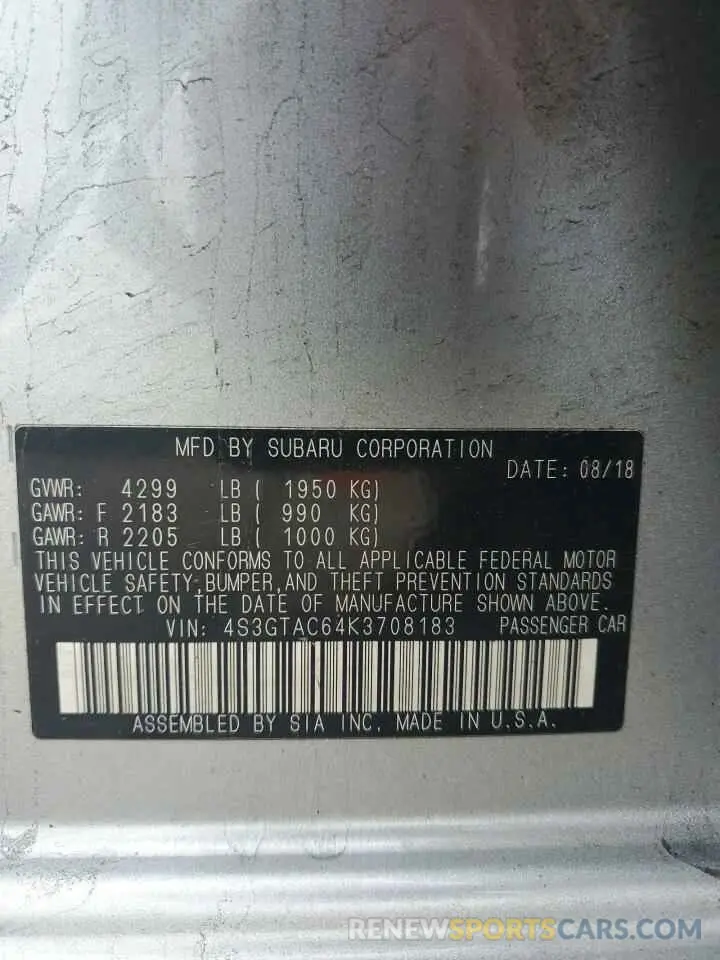 MFD BY SUBARU CORPORATION
DATE: 08/18
GVWR: 4299 LB ( 1950 KG)
GAWR: F 2183 LB ( 990 KG)
GAWR: R 2205 LB ( 1000 KG)
THIS VEHICLE CONFORMS TO ALL APPLICABLE FEDERAL MOTOR
VEHICLE SAFETY,BUMPER,AND THEFT PREVENTION STANDARDS
IN EFFECT ON THE DATE OF MANUFACTURE SHOWN ABOVE.
VIN: 4S3GTAC64K3708183 PASSENGER CAR
ASSEMBLED BY SIA INC. MADE IN U.S.A.
RENEWSPORTSCARS.COM